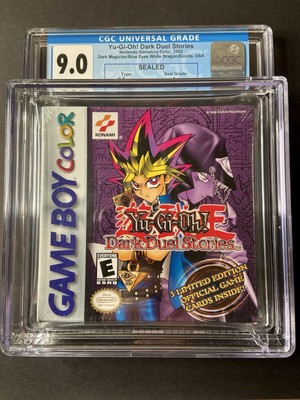 CGC UNIVERSAL GRADE
9.0
Yu-Gi-Oh! Dark Duel Stories
Nintendo Gameboy Color, 2002
Dark Magician/Blue Eyes White Dragon/Exodia, USA
SEALED
Type: Seal Grade:
CGC
GAME BOY COLOR
KONAMI
Yu-Gi-Oh!
Dark Duel Stories
EVERYONE
E
3 LIMITED EDITION
OFFICIAL GAME
CARDS INSIDE!